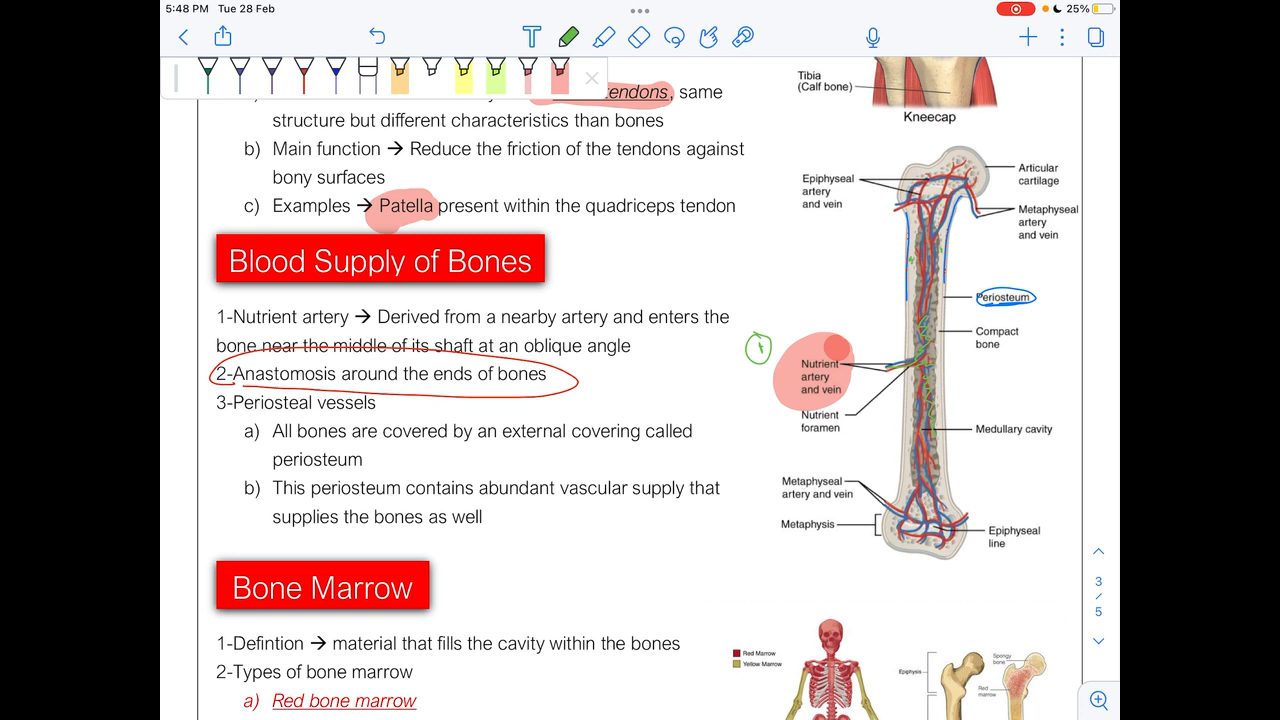 5:48 PM Tue 28 Feb
25%
tendons, same
structure but different characteristics than bones
b) Main function → Reduce the friction of the tendons against
bony surfaces
c) Examples → Patella present within the quadriceps tendon
Blood Supply of Bones
1-Nutrient artery → Derived from a nearby artery and enters the
bone near the middle of its shaft at an oblique angle
2-Anastomosis around the ends of bones
3-Periosteal vessels
a) All bones are covered by an external covering called
periosteum
b) This periosteum contains abundant vascular supply that
supplies the bones as well
Bone Marrow
1-Defintion → material that fills the cavity within the bones
2-Types of bone marrow
a) Red bone marrow
Tibia
(Calf bone)
Kneecap
Epiphyseal
artery
and vein
Articular
cartilage
Metaphyseal
artery
and vein
Periosteum
Compact
bone
1
Nutrient
artery
and vein
Nutrient
foramen
Medullary cavity
Metaphyseal
artery and vein
Metaphysis
Epiphyseal
line
Red Marrow
Yellow Marrow
Epiphysis
Spongy
bone
Red
marrow
3
/
5